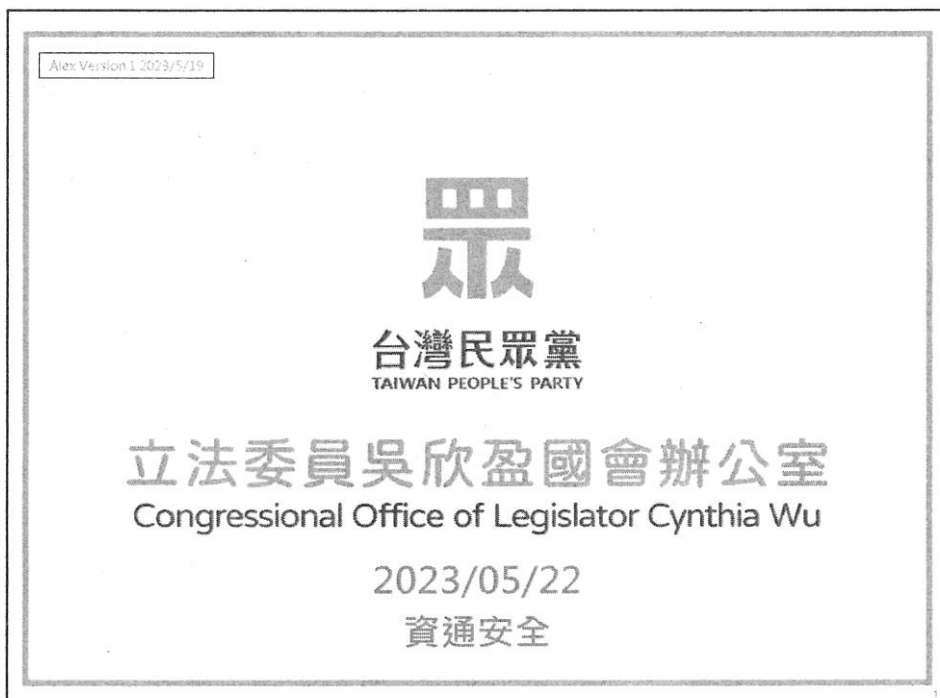 Alex Version 1 2023/5/19
眾
台灣民眾黨
TAIWAN PEOPLE'S PARTY
立法委員吳欣盈國會辦公室
Congressional Office of Legislator Cynthia Wu
2023/05/22
資通安全